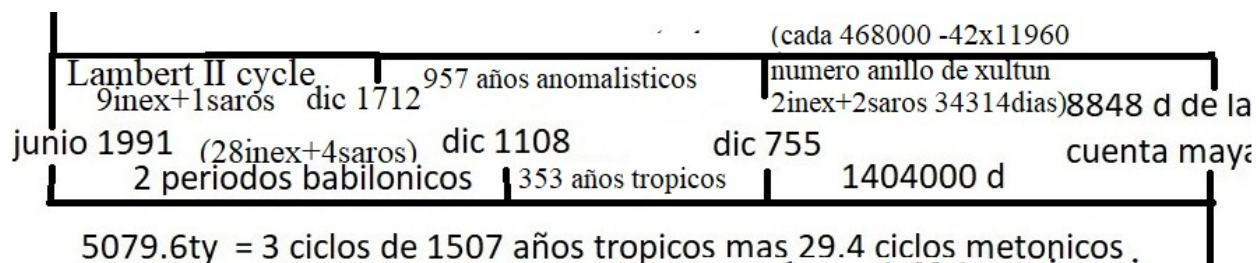 (cada 468000 -42x11960
Lambert II cycle 957 años anomalisticos numero anillo de xultun
9inex+1saros dic 1712 2inex+2saros 34314dias) 8848 d de la
junio 1991 (28inex+4saros) dic 1108 dic 755 cuenta maya
2 periodos babilonicos 353 años tropicos 1404000 d
5079.6ty = 3 ciclos de 1507 años tropicos mas 29.4 ciclos metonicos .